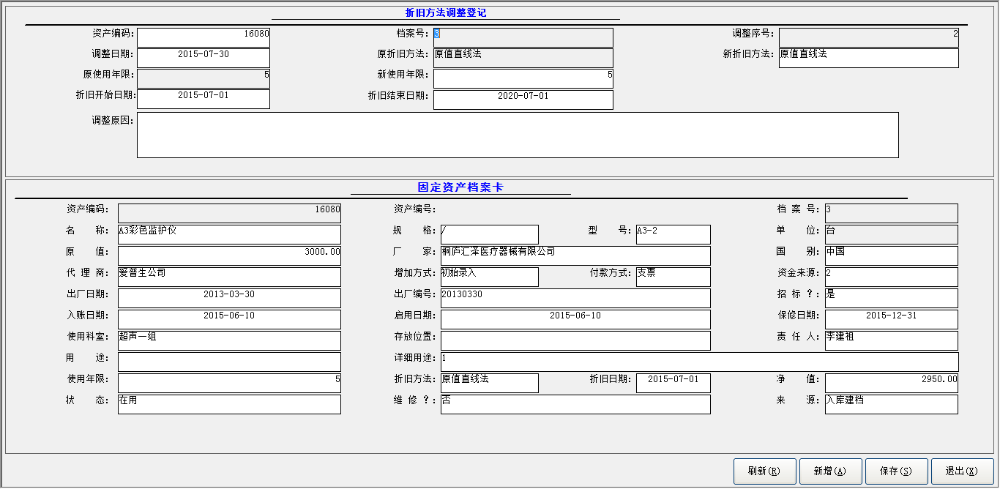 折旧方法调整登记
资产编码: 16080 档案号: 3 调整序号: 2
调整日期: 2015-07-30 原折旧方法: 原值直线法 新折旧方法: 原值直线法
原使用年限: 5 新使用年限: 5
折旧开始日期: 2015-07-01 折旧结束日期: 2020-07-01
调整原因:
固定资产档案卡
资产编码: 16080 资产编号: 档 案 号: 3
名 称: A3彩色监护仪 规 格: / 型 号: A3-2 单 位: 台
原 值: 3000.00 厂 家: 桐庐汇泽医疗器械有限公司 国 别: 中国
代 理 商: 爱普生公司 增加方式: 初始录入 付款方式: 支票 资金来源: 2
出厂日期: 2013-03-30 出厂编号: 20130330 招 标 ?: 是
入账日期: 2015-06-10 启用日期: 2015-06-10 保修日期: 2015-12-31
使用科室: 超声一组 存放位置: 责 任 人: 李建祖
用 途: 详细用途: 1
使用年限: 5 折旧方法: 原值直线法 折旧日期: 2015-07-01 净 值: 2950.00
状 态: 在用 维 修 ?: 否 来 源: 入库建档
刷新(R) 新增(A) 保存(S) 退出(X)